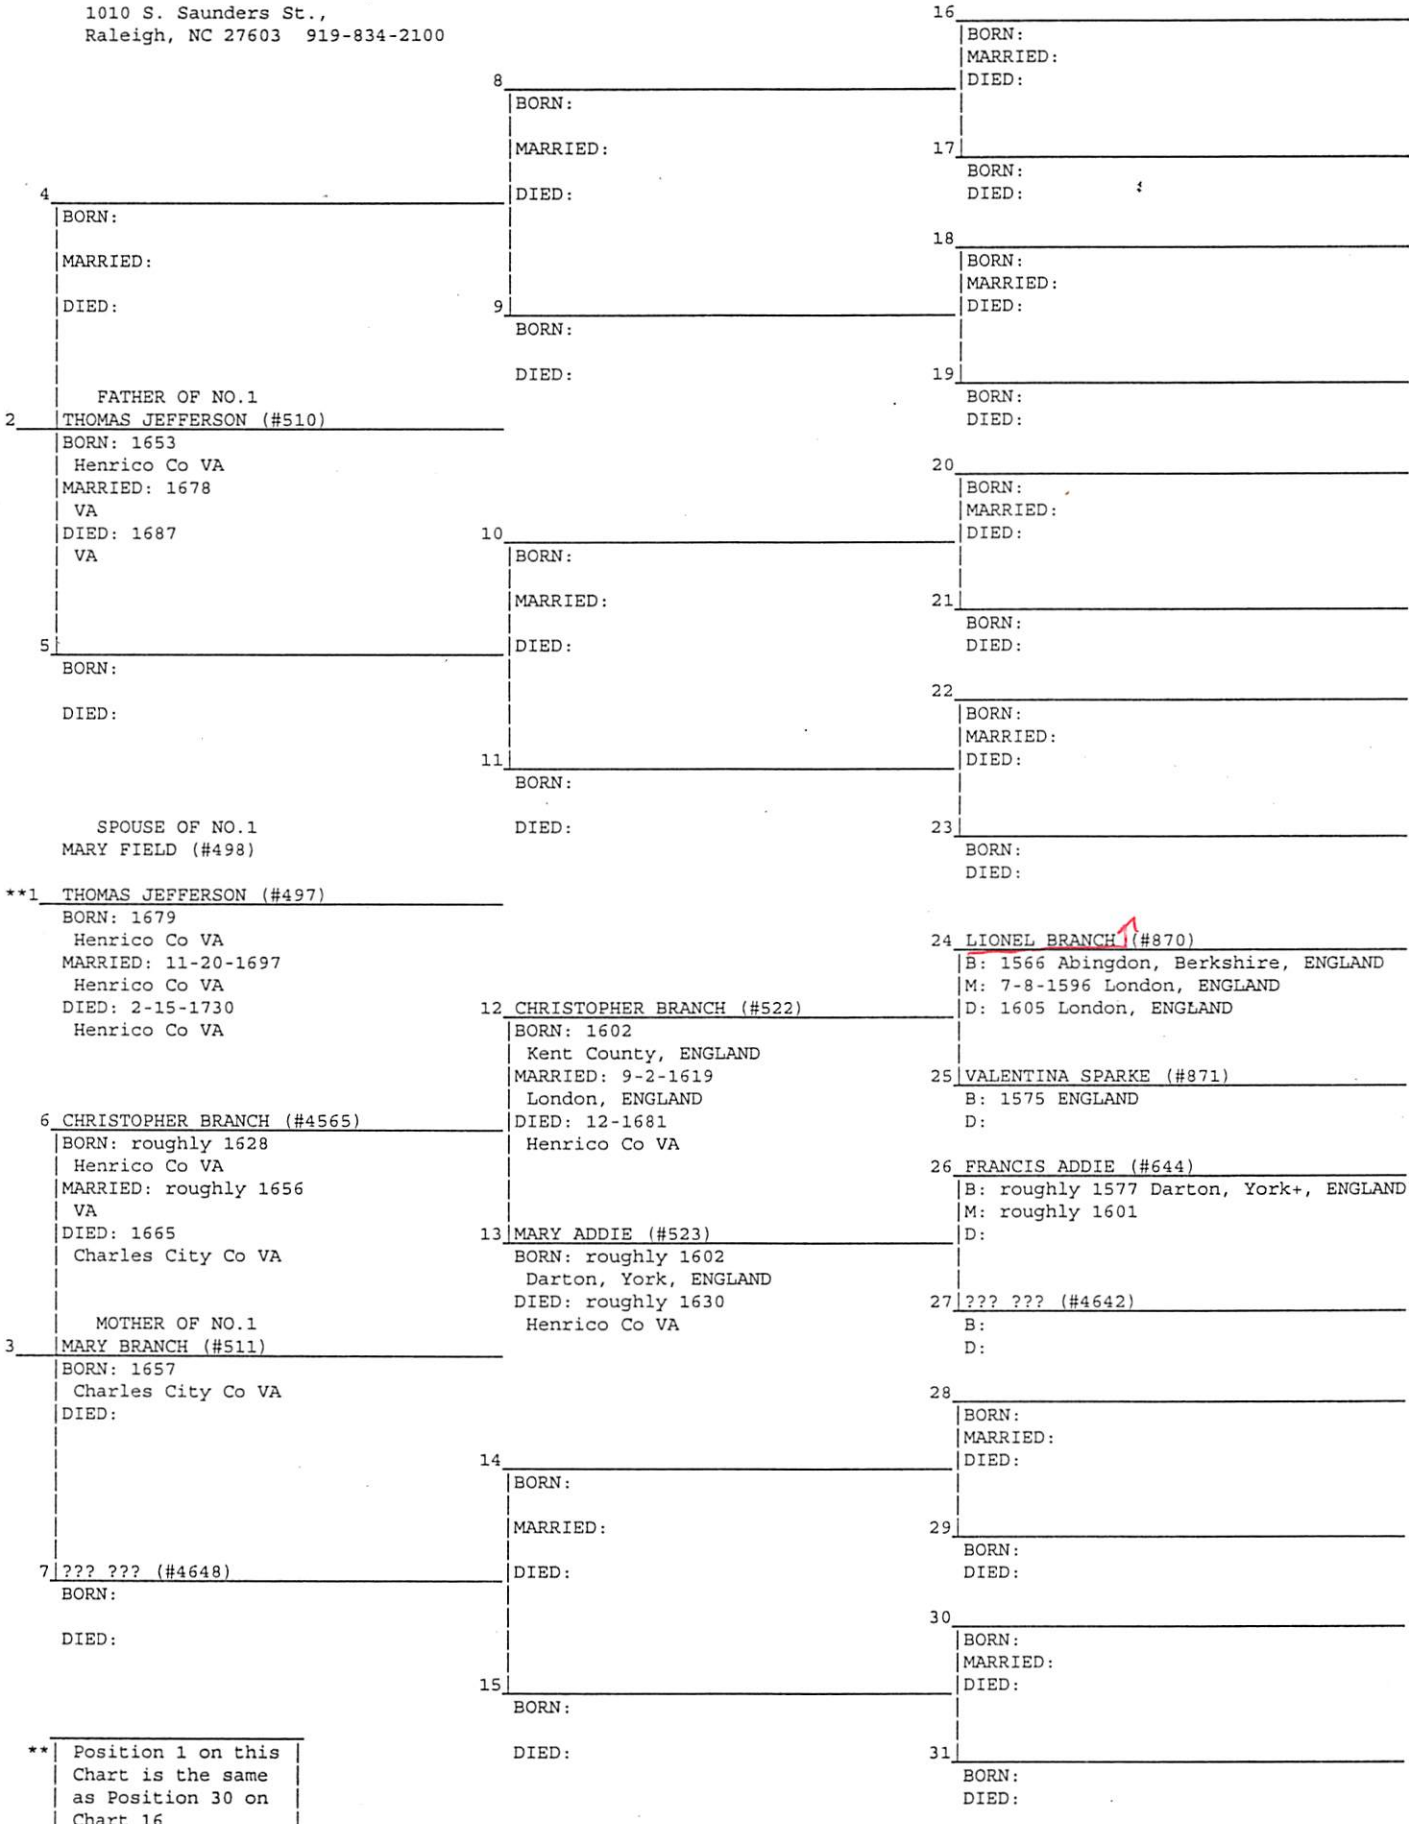 1010 S. Saunders St.,
Raleigh, NC 27603  919-834-2100
16
BORN:
MARRIED:
DIED:
8
BORN:
MARRIED:
DIED:
17
BORN:
DIED:
4
BORN:
MARRIED:
DIED:
18
BORN:
MARRIED:
DIED:
9
BORN:
DIED:
19
BORN:
DIED:
FATHER OF NO.1
2 THOMAS JEFFERSON (#510)
BORN: 1653
Henrico Co VA
MARRIED: 1678
VA
DIED: 1687
VA
20
BORN:
MARRIED:
DIED:
10
BORN:
MARRIED:
DIED:
21
BORN:
DIED:
5
BORN:
DIED:
22
BORN:
MARRIED:
DIED:
11
BORN:
DIED:
23
BORN:
DIED:
SPOUSE OF NO.1
MARY FIELD (#498)
**1 THOMAS JEFFERSON (#497)
BORN: 1679
Henrico Co VA
MARRIED: 11-20-1697
Henrico Co VA
DIED: 2-15-1730
Henrico Co VA
24 LIONEL BRANCH (#870)
B: 1566 Abingdon, Berkshire, ENGLAND
M: 7-8-1596 London, ENGLAND
D: 1605 London, ENGLAND
12 CHRISTOPHER BRANCH (#522)
BORN: 1602
Kent County, ENGLAND
MARRIED: 9-2-1619
London, ENGLAND
DIED: 12-1681
Henrico Co VA
25 VALENTINA SPARKE (#871)
B: 1575 ENGLAND
D:
6 CHRISTOPHER BRANCH (#4565)
BORN: roughly 1628
Henrico Co VA
MARRIED: roughly 1656
VA
DIED: 1665
Charles City Co VA
26 FRANCIS ADDIE (#644)
B: roughly 1577 Darton, York+, ENGLAND
M: roughly 1601
D:
13 MARY ADDIE (#523)
BORN: roughly 1602
Darton, York, ENGLAND
DIED: roughly 1630
Henrico Co VA
27 ??? ??? (#4642)
B:
D:
MOTHER OF NO.1
3 MARY BRANCH (#511)
BORN: 1657
Charles City Co VA
DIED:
28
BORN:
MARRIED:
DIED:
14
BORN:
MARRIED:
DIED:
29
BORN:
DIED:
7 ??? ??? (#4648)
BORN:
DIED:
30
BORN:
MARRIED:
DIED:
15
BORN:
DIED:
31
BORN:
DIED:
** Position 1 on this
Chart is the same
as Position 30 on
Chart 16